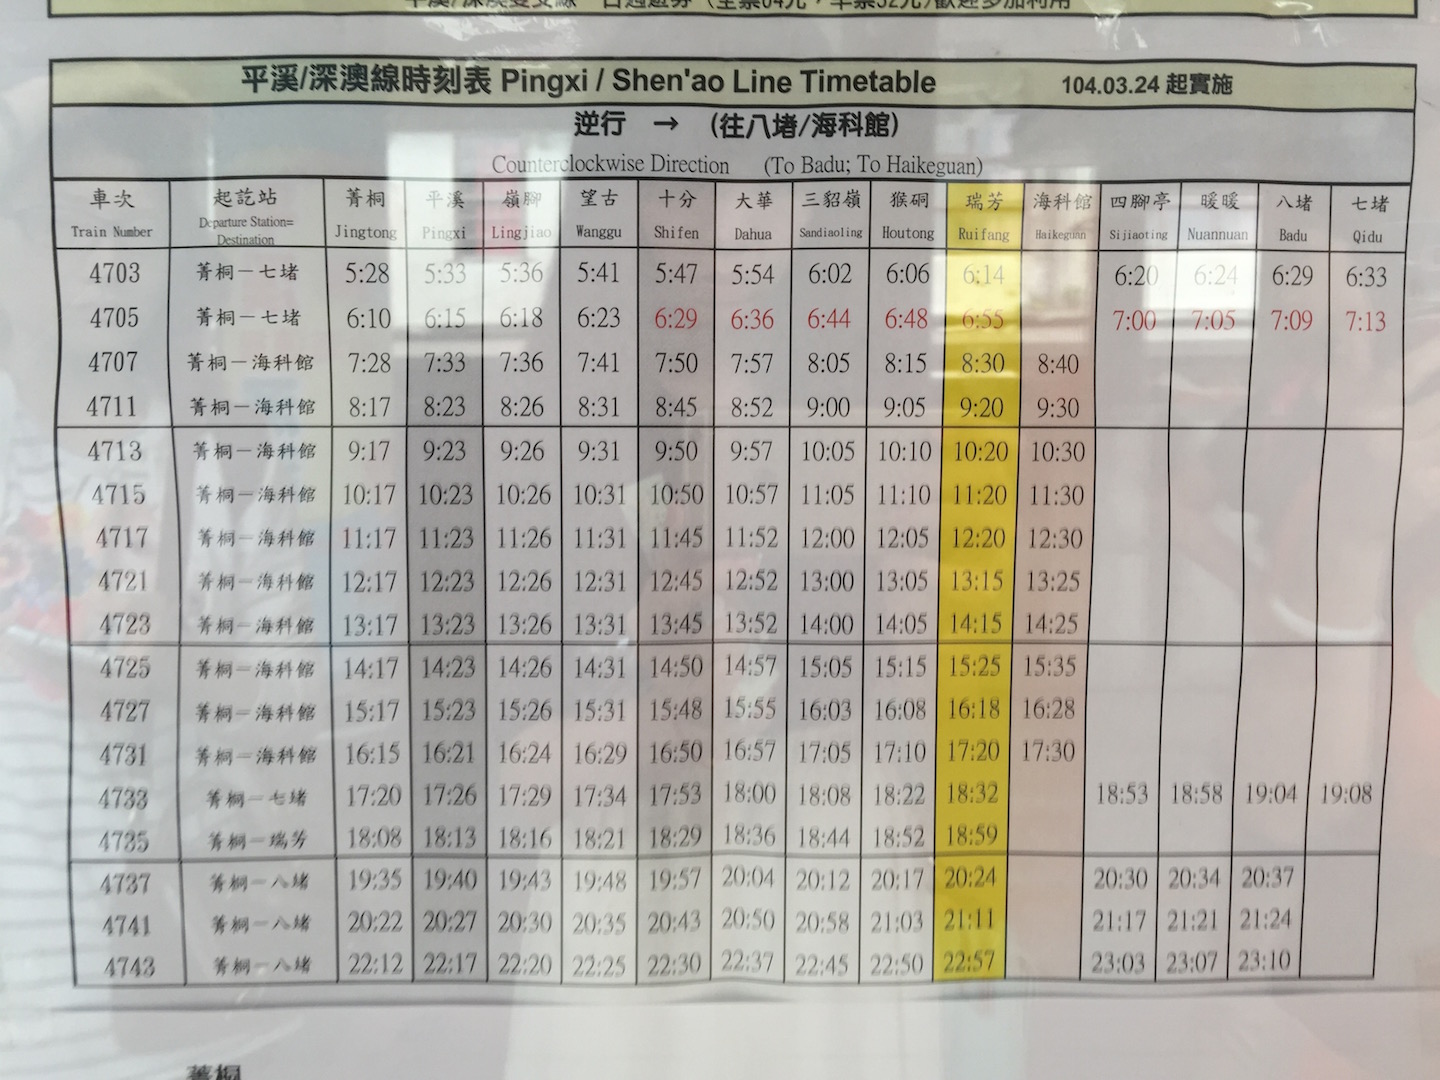 平溪/深澳雙支線一日週遊券（全票64元，半票32元)歡迎多加利用
平溪/深澳線時刻表 Pingxi / Shen'ao Line Timetable 104.03.24 起實施
逆行 → (往八堵/海科館)
Counterclockwise Direction (To Badu; To Haikeguan)
車次 起訖站 菁桐 平溪 嶺腳 望古 十分 大華 三貂嶺 猴硐 瑞芳 海科館 四腳亭 暖暖 八堵 七堵
Train Number Departure Station= Destination Jingtong Pingxi Lingjiao Wanggu Shifen Dahua Sandiaoling Houtong Ruifang Haikeguan Sijiaoting Nuannuan Badu Qidu
4703 菁桐－七堵 5:28 5:33 5:36 5:41 5:47 5:54 6:02 6:06 6:14 6:20 6:24 6:29 6:33
4705 菁桐－七堵 6:10 6:15 6:18 6:23 6:29 6:36 6:44 6:48 6:55 7:00 7:05 7:09 7:13
4707 菁桐－海科館 7:28 7:33 7:36 7:41 7:50 7:57 8:05 8:15 8:30 8:40
4711 菁桐－海科館 8:17 8:23 8:26 8:31 8:45 8:52 9:00 9:05 9:20 9:30
4713 菁桐－海科館 9:17 9:23 9:26 9:31 9:50 9:57 10:05 10:10 10:20 10:30
4715 菁桐－海科館 10:17 10:23 10:26 10:31 10:50 10:57 11:05 11:10 11:20 11:30
4717 菁桐－海科館 11:17 11:23 11:26 11:31 11:45 11:52 12:00 12:05 12:20 12:30
4721 菁桐－海科館 12:17 12:23 12:26 12:31 12:45 12:52 13:00 13:05 13:15 13:25
4723 菁桐－海科館 13:17 13:23 13:26 13:31 13:45 13:52 14:00 14:05 14:15 14:25
4725 菁桐－海科館 14:17 14:23 14:26 14:31 14:50 14:57 15:05 15:15 15:25 15:35
4727 菁桐－海科館 15:17 15:23 15:26 15:31 15:48 15:55 16:03 16:08 16:18 16:28
4731 菁桐－海科館 16:15 16:21 16:24 16:29 16:50 16:57 17:05 17:10 17:20 17:30
4733 菁桐－七堵 17:20 17:26 17:29 17:34 17:53 18:00 18:08 18:22 18:32 18:53 18:58 19:04 19:08
4735 菁桐－瑞芳 18:08 18:13 18:16 18:21 18:29 18:36 18:44 18:52 18:59
4737 菁桐－八堵 19:35 19:40 19:43 19:48 19:57 20:04 20:12 20:17 20:24 20:30 20:34 20:37
4741 菁桐－八堵 20:22 20:27 20:30 20:35 20:43 20:50 20:58 21:03 21:11 21:17 21:21 21:24
4743 菁桐－八堵 22:12 22:17 22:20 22:25 22:30 22:37 22:45 22:50 22:57 23:03 23:07 23:10
菁桐